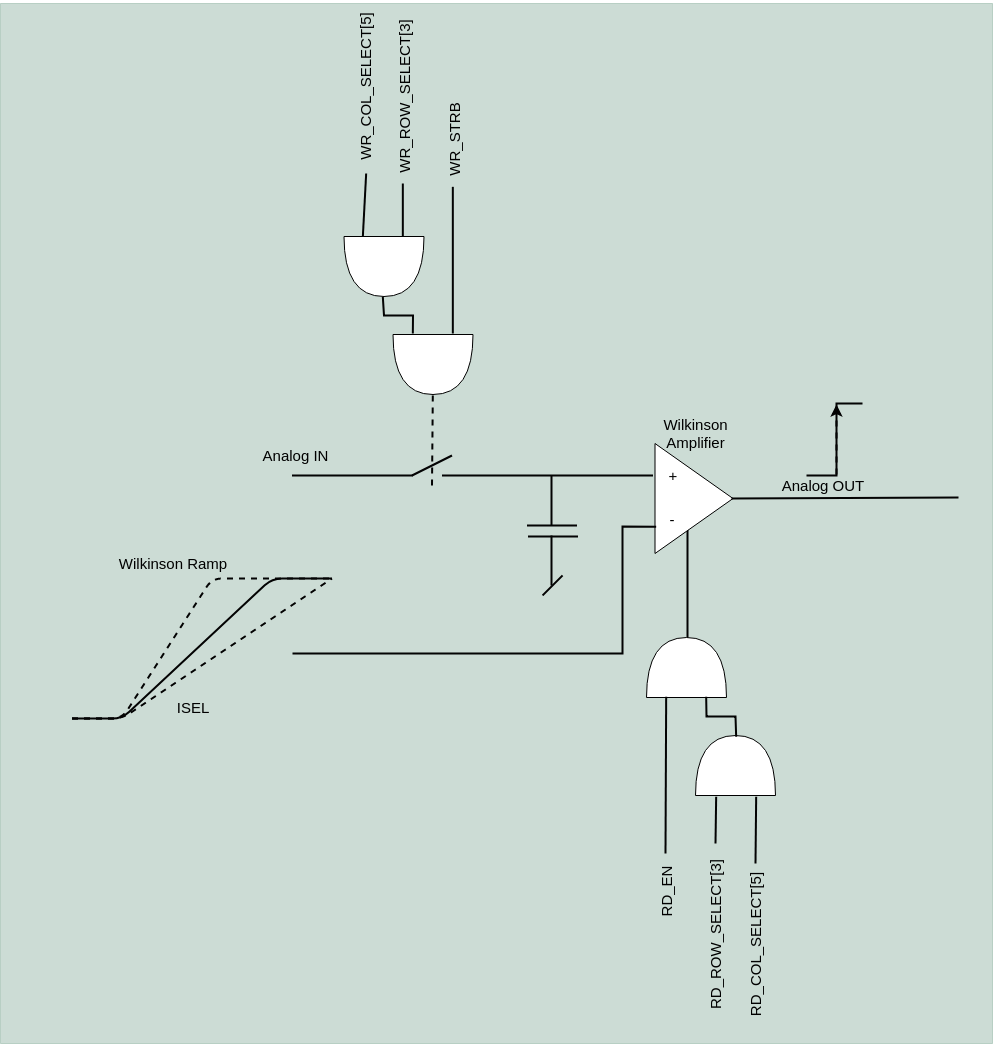 WR_COL_SELECT[5]
WR_ROW_SELECT[3]
WR_STRB
Analog IN
Wilkinson
Amplifier
+
-
Analog OUT
Wilkinson Ramp
ISEL
RD_EN
RD_ROW_SELECT[3]
RD_COL_SELECT[5]